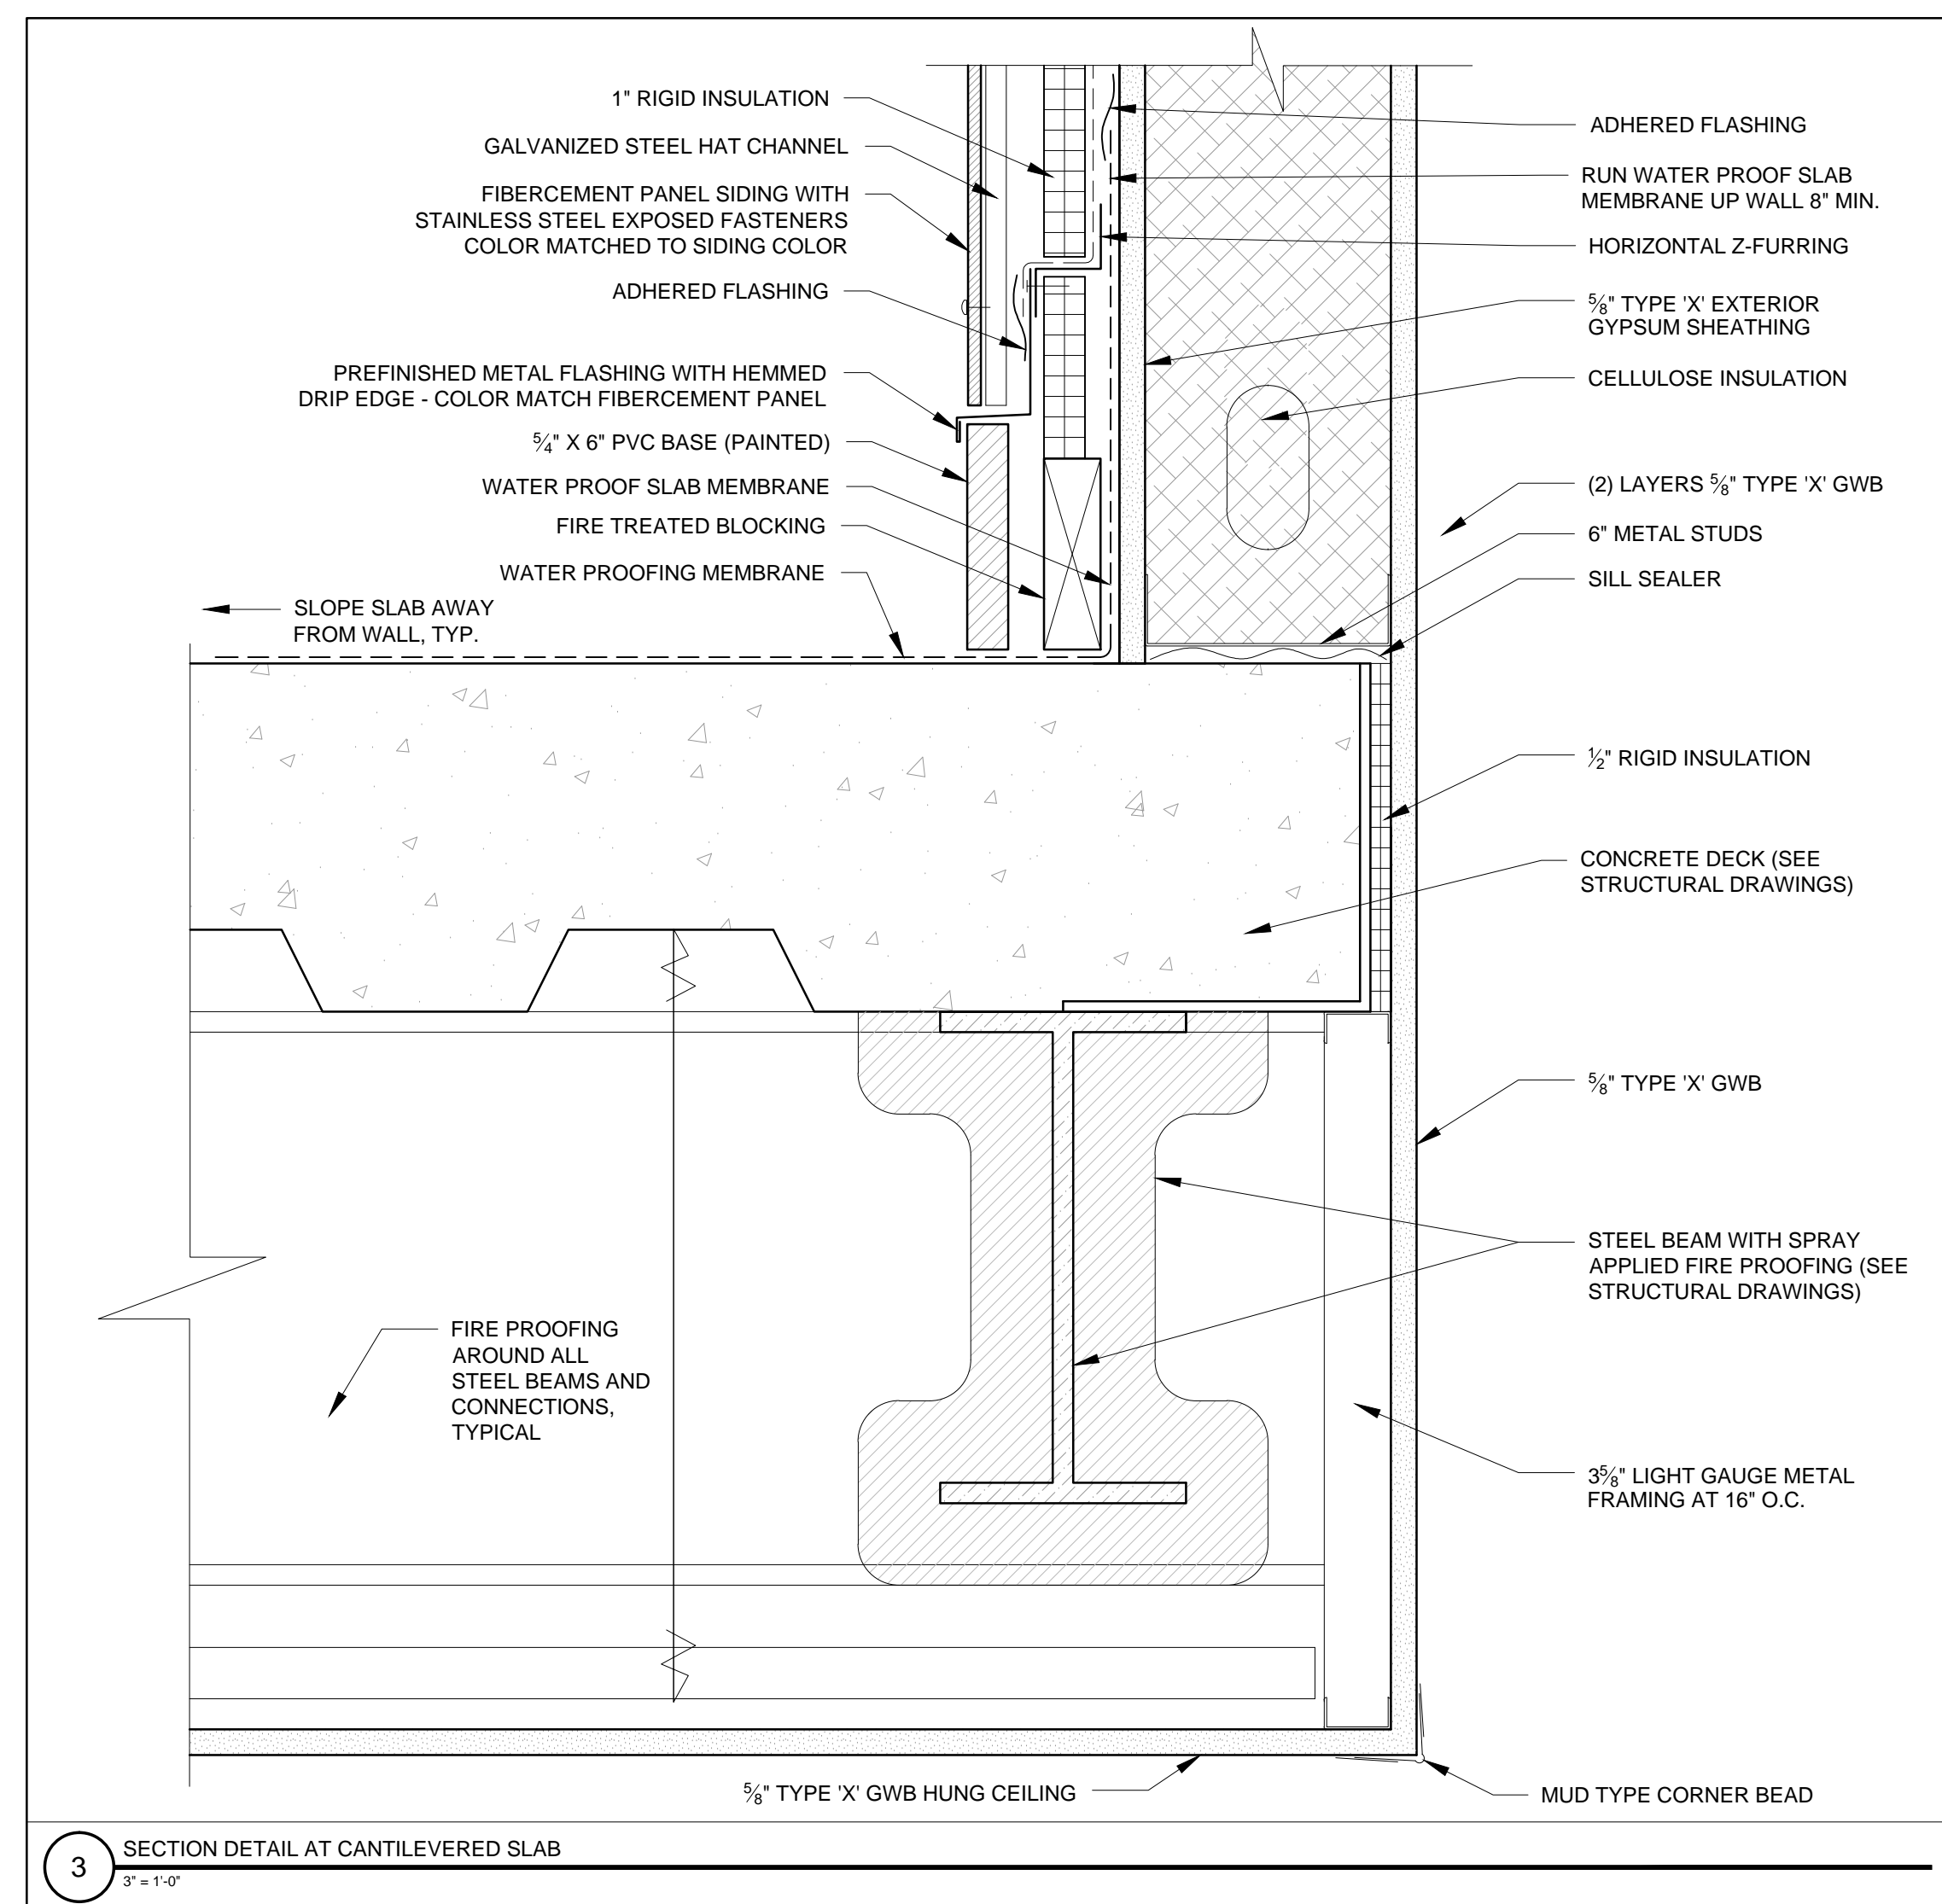 1" RIGID INSULATION
GALVANIZED STEEL HAT CHANNEL
FIBERCEMENT PANEL SIDING WITH
STAINLESS STEEL EXPOSED FASTENERS
COLOR MATCHED TO SIDING COLOR
ADHERED FLASHING
PREFINISHED METAL FLASHING WITH HEMMED
DRIP EDGE - COLOR MATCH FIBERCEMENT PANEL
5⁄4" X 6" PVC BASE (PAINTED)
WATER PROOF SLAB MEMBRANE
FIRE TREATED BLOCKING
WATER PROOFING MEMBRANE
SLOPE SLAB AWAY
FROM WALL, TYP.
ADHERED FLASHING
RUN WATER PROOF SLAB
MEMBRANE UP WALL 8" MIN.
HORIZONTAL Z-FURRING
5⁄8" TYPE 'X' EXTERIOR
GYPSUM SHEATHING
CELLULOSE INSULATION
(2) LAYERS 5⁄8" TYPE 'X' GWB
6" METAL STUDS
SILL SEALER
1⁄2" RIGID INSULATION
CONCRETE DECK (SEE
STRUCTURAL DRAWINGS)
5⁄8" TYPE 'X' GWB
STEEL BEAM WITH SPRAY
APPLIED FIRE PROOFING (SEE
STRUCTURAL DRAWINGS)
FIRE PROOFING
AROUND ALL
STEEL BEAMS AND
CONNECTIONS,
TYPICAL
35⁄8" LIGHT GAUGE METAL
FRAMING AT 16" O.C.
5⁄8" TYPE 'X' GWB HUNG CEILING
MUD TYPE CORNER BEAD
3
SECTION DETAIL AT CANTILEVERED SLAB
3" = 1'-0"